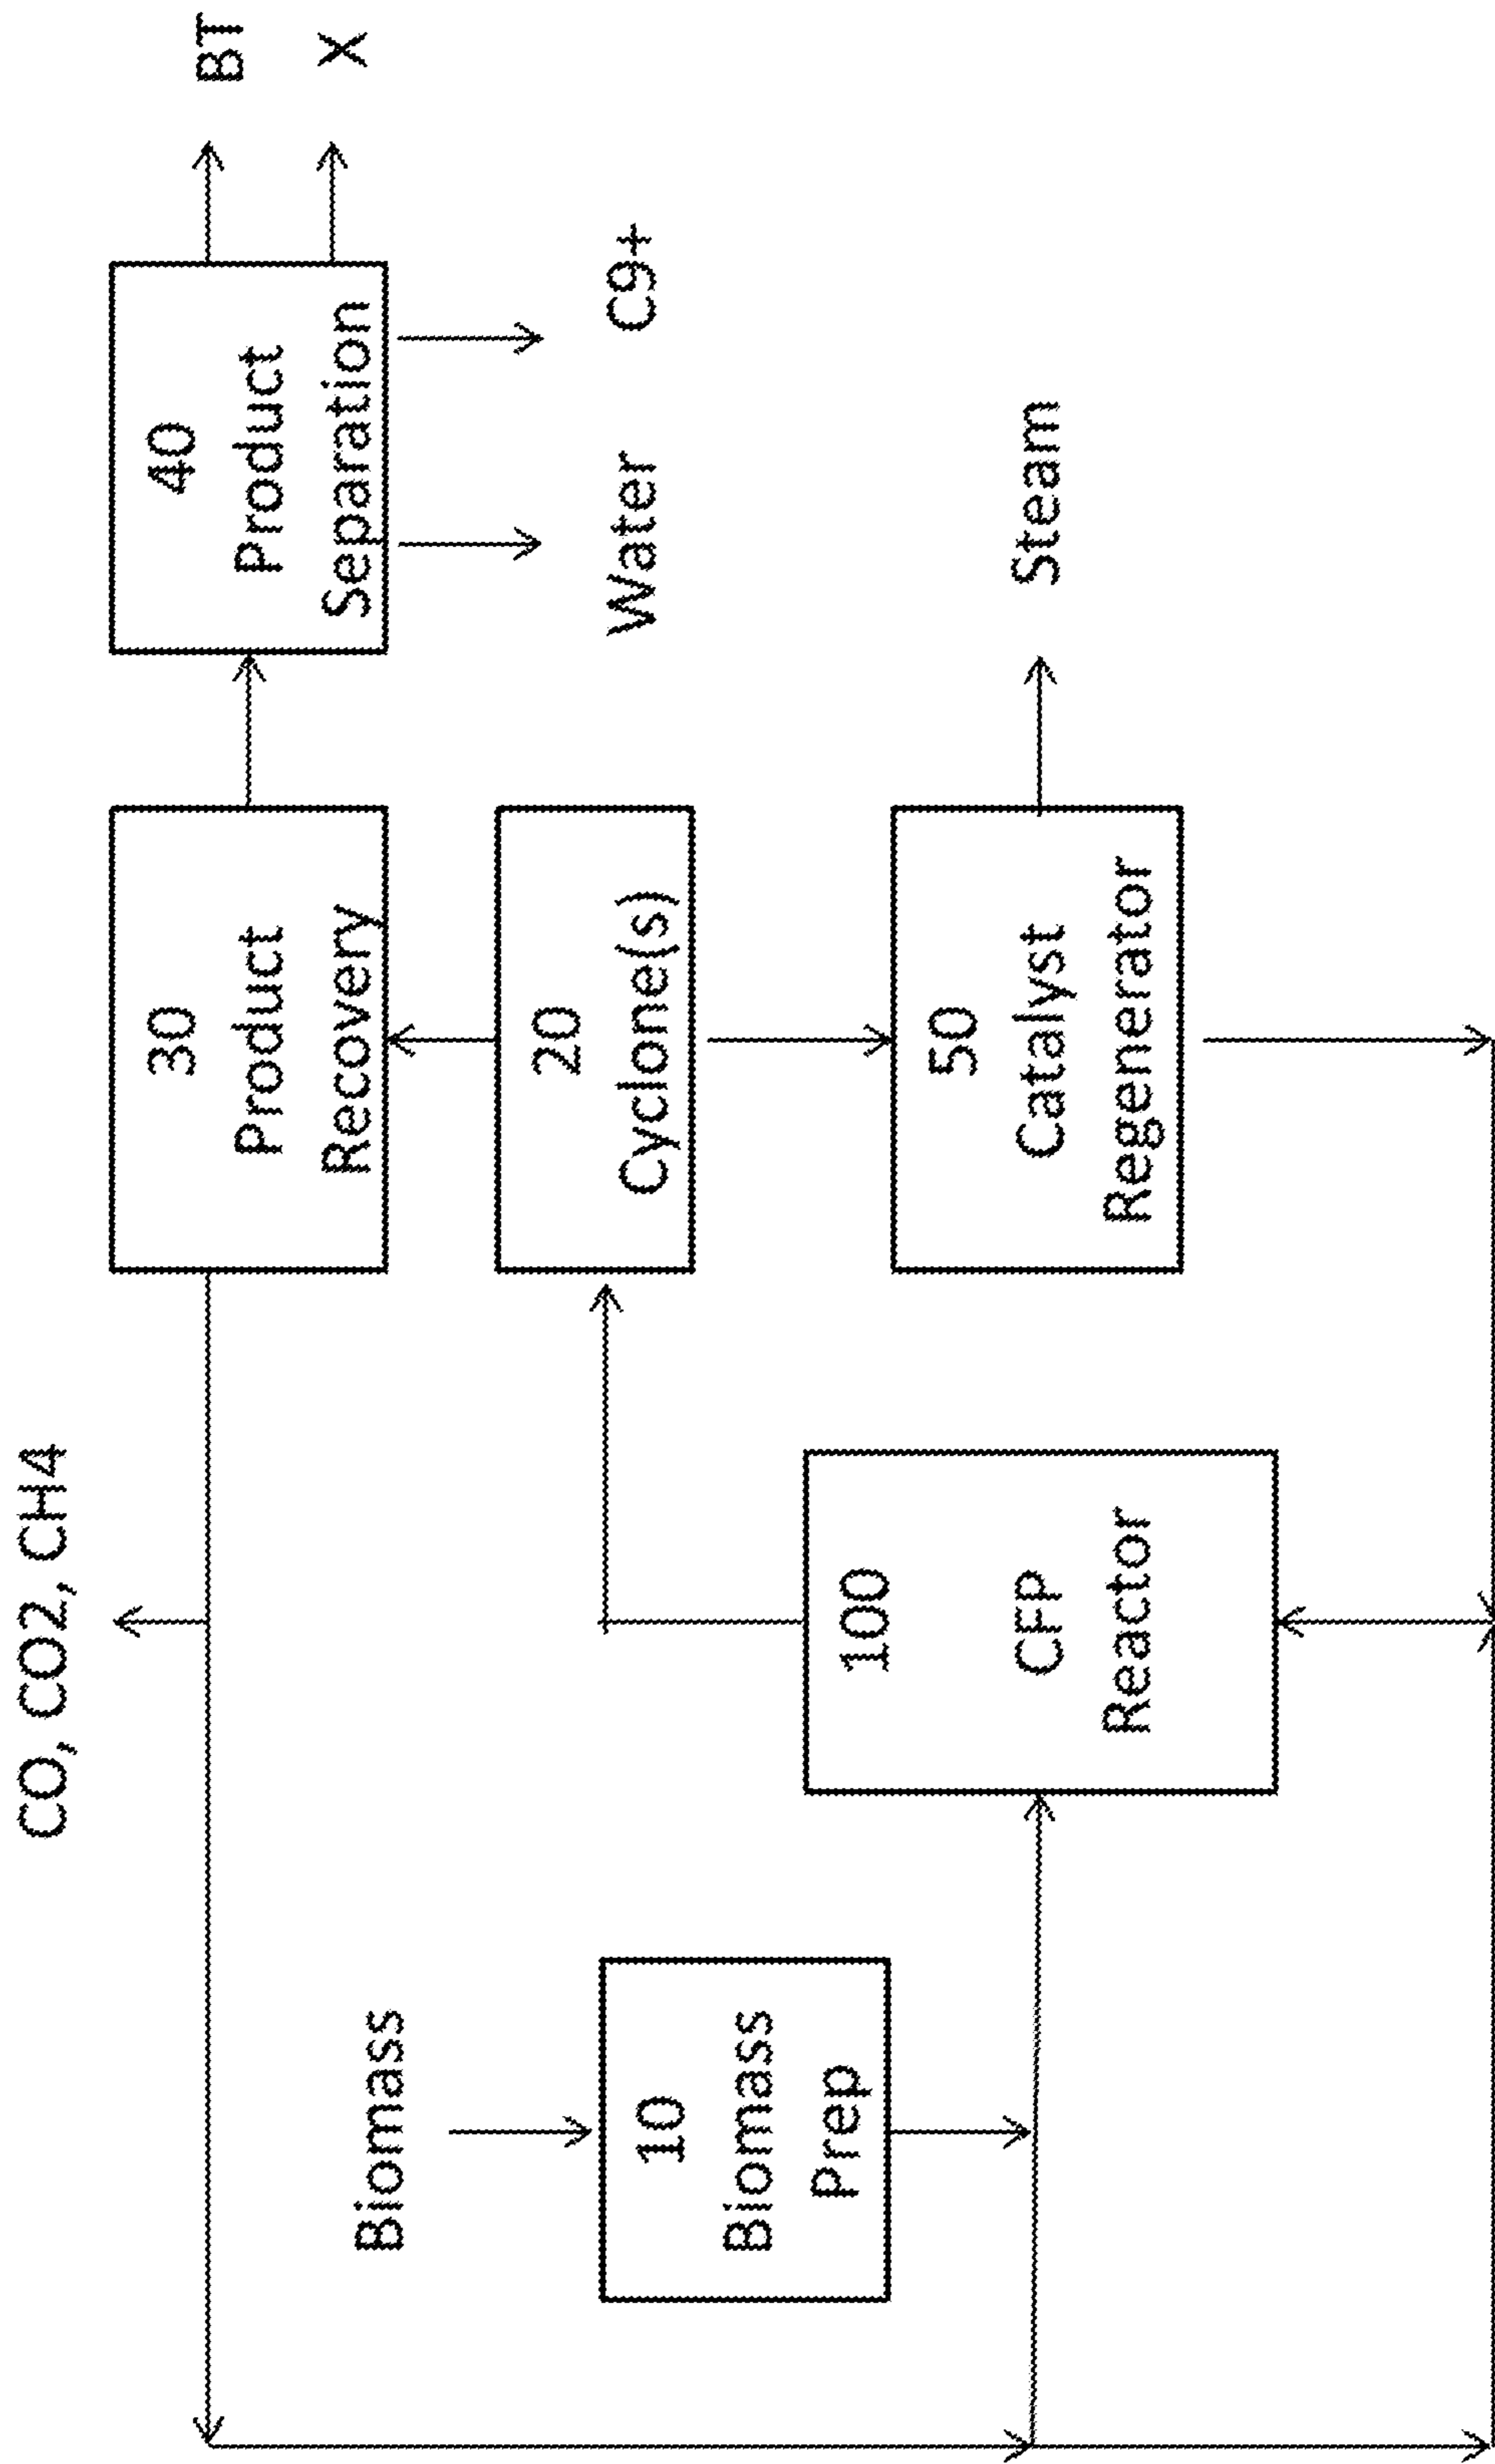 CO, CO2, CH4
Biomass
10
Biomass
Prep
100
CFP
Reactor
30
Product
Recovery
20
Cyclone(s)
50
Catalyst
Regenerator
40
Product
Separation
BT
X
Water
C9+
Steam